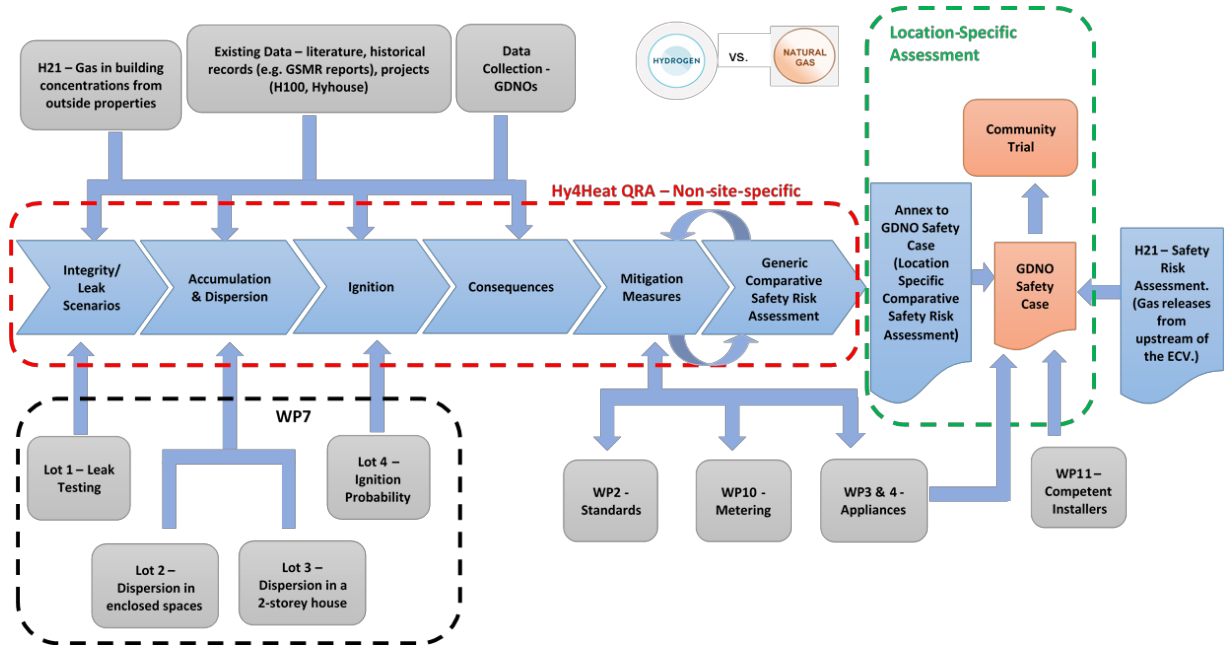 H21 – Gas in building
concentrations from
outside properties
Existing Data – literature, historical
records (e.g. GSMR reports), projects
(H100, Hyhouse)
Data
Collection -
GDNOs
HYDROGEN
vs.
NATURAL
GAS
Location-Specific
Assessment
Community
Trial
Hy4Heat QRA – Non-site-specific
Integrity/
Leak
Scenarios
Accumulation
& Dispersion
Ignition
Consequences
Mitigation
Measures
Generic
Comparative
Safety Risk
Assessment
Annex to
GDNO Safety
Case
(Location
Specific
Comparative
Safety Risk
Assessment)
GDNO
Safety
Case
H21 – Safety
Risk
Assessment.
(Gas releases
from
upstream of
the ECV.)
WP7
Lot 1 – Leak
Testing
Lot 4 –
Ignition
Probability
Lot 2 –
Dispersion in
enclosed spaces
Lot 3 –
Dispersion in a
2-storey house
WP2 -
Standards
WP10 -
Metering
WP3 & 4 -
Appliances
WP11 –
Competent
Installers